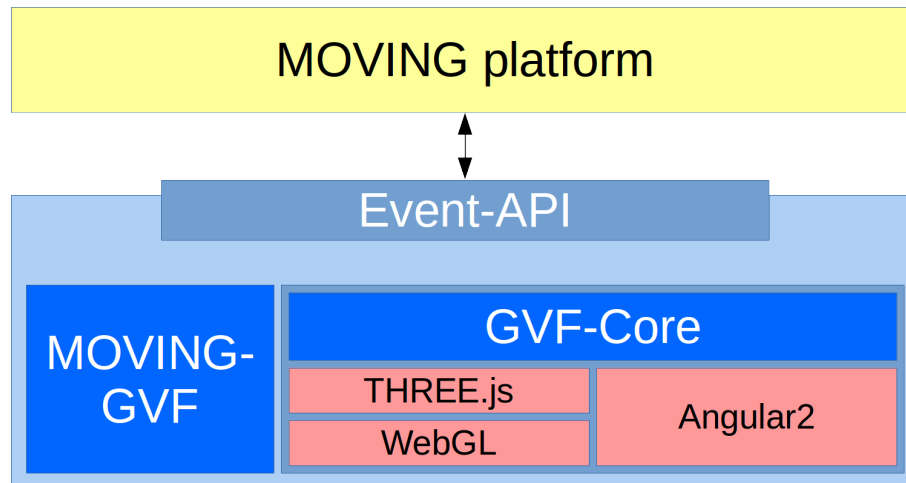 MOVING platform
Event-API
MOVING-
GVF
GVF-Core
THREE.js
WebGL
Angular2